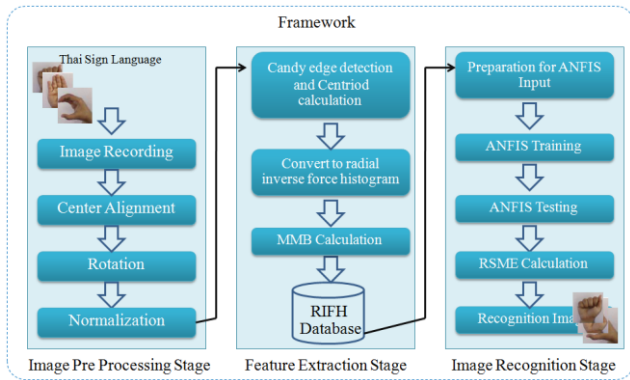 Framework
Thai Sign Language
Image Recording
Center Alignment
Rotation
Normalization
Image Pre Processing Stage
Candy edge detection
and Centriod
calculation
Convert to radial
inverse force histogram
MMB Calculation
RIFH
Database
Feature Extraction Stage
Preparation for ANFIS
Input
ANFIS Training
ANFIS Testing
RSME Calculation
Recognition Ima
Image Recognition Stage